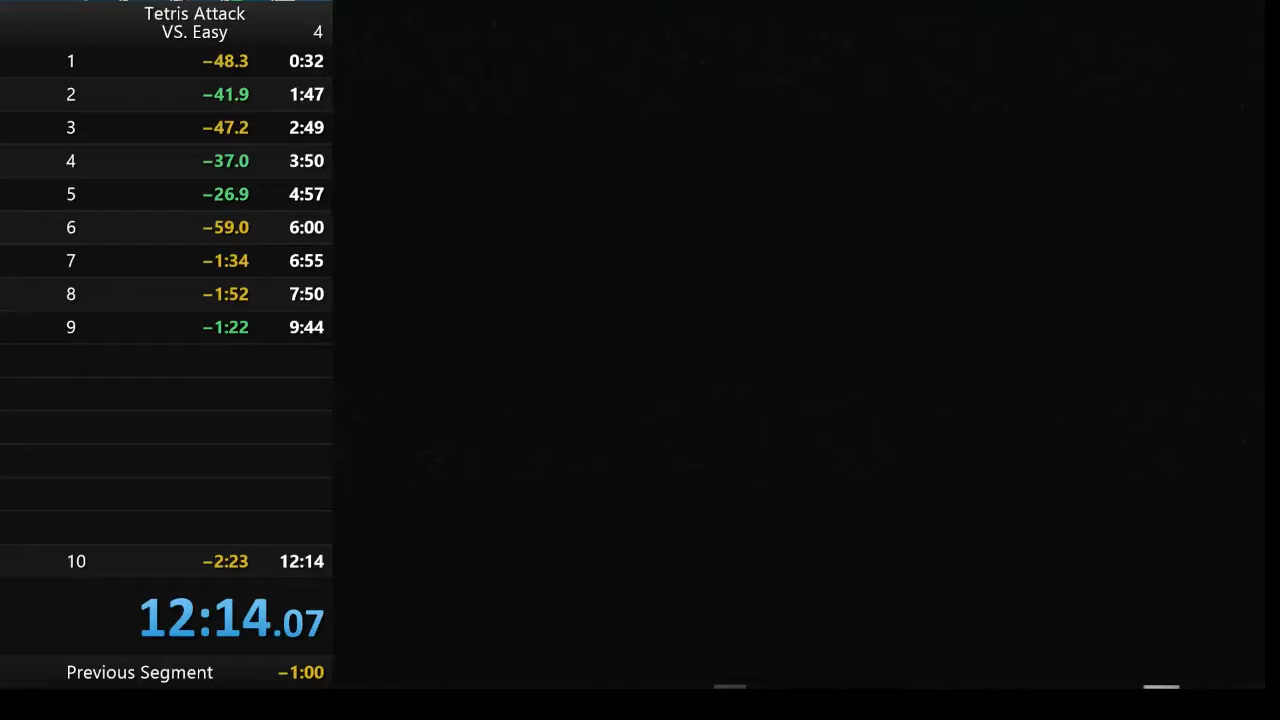 Tetris Attack
VS. Easy 4
1 −48.3 0:32
2 −41.9 1:47
3 −47.2 2:49
4 −37.0 3:50
5 −26.9 4:57
6 −59.0 6:00
7 −1:34 6:55
8 −1:52 7:50
9 −1:22 9:44
10 −2:23 12:14
12:14.07
Previous Segment −1:00